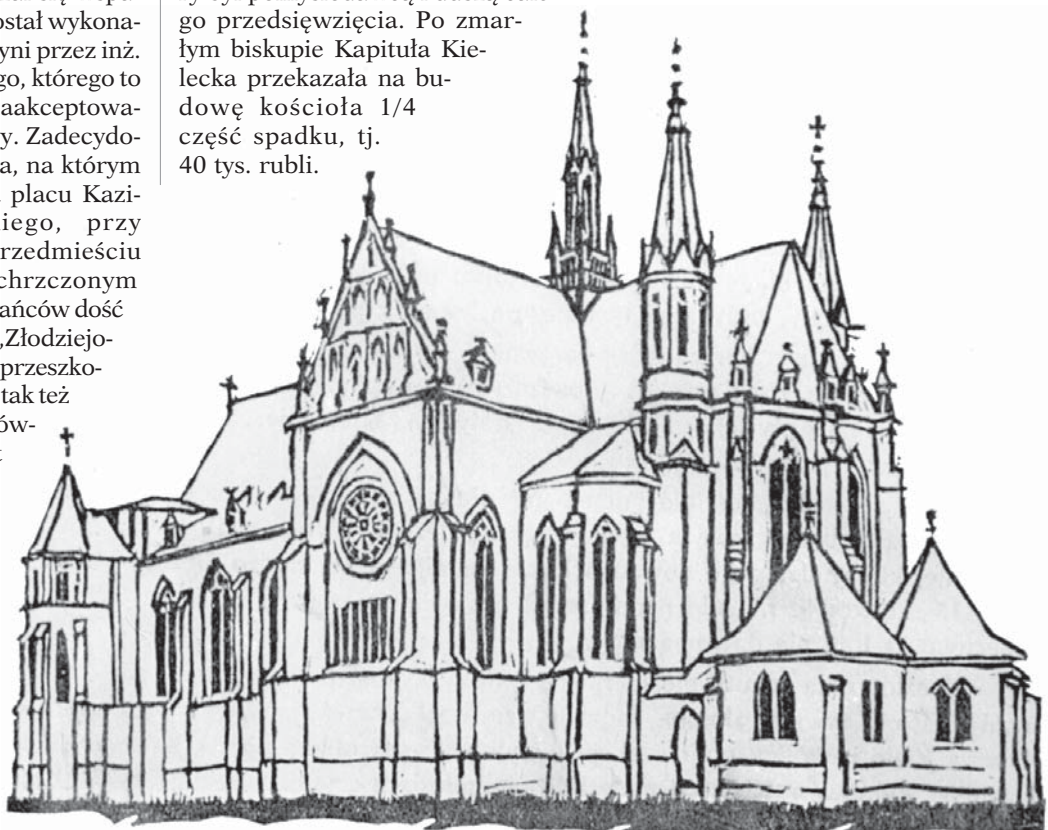 ostał wykona-
yni przez inż.
go, którego to
aakceptowa-
y. Zadecydo-
a, na którym
placu Kazi-
iego, przy
rzedmieściu
chrzczonym
ańców dość
„Złodziejo-
przeszko-
tak też
ów-
go przedsięwzięcia. Po zmar-
łym biskupie Kapituła Kie-
lecka przekazała na bu-
dowę kościoła 1/4
część spadku, tj.
40 tys. rubli.